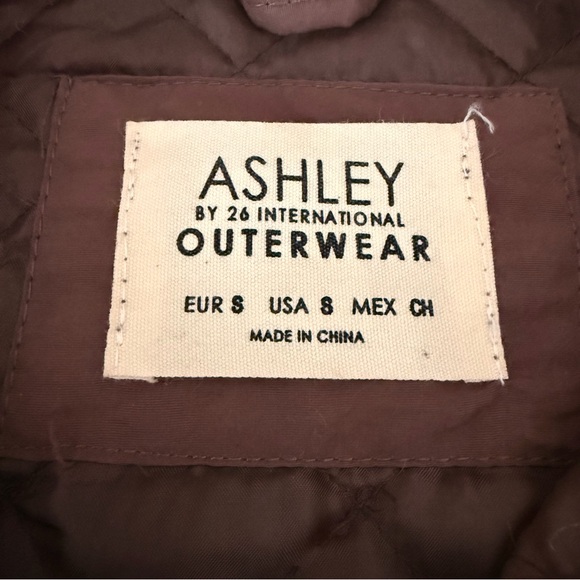 ASHLEY
BY 26 INTERNATIONAL
OUTERWEAR
EUR S USA S MEX CH
MADE IN CHINA